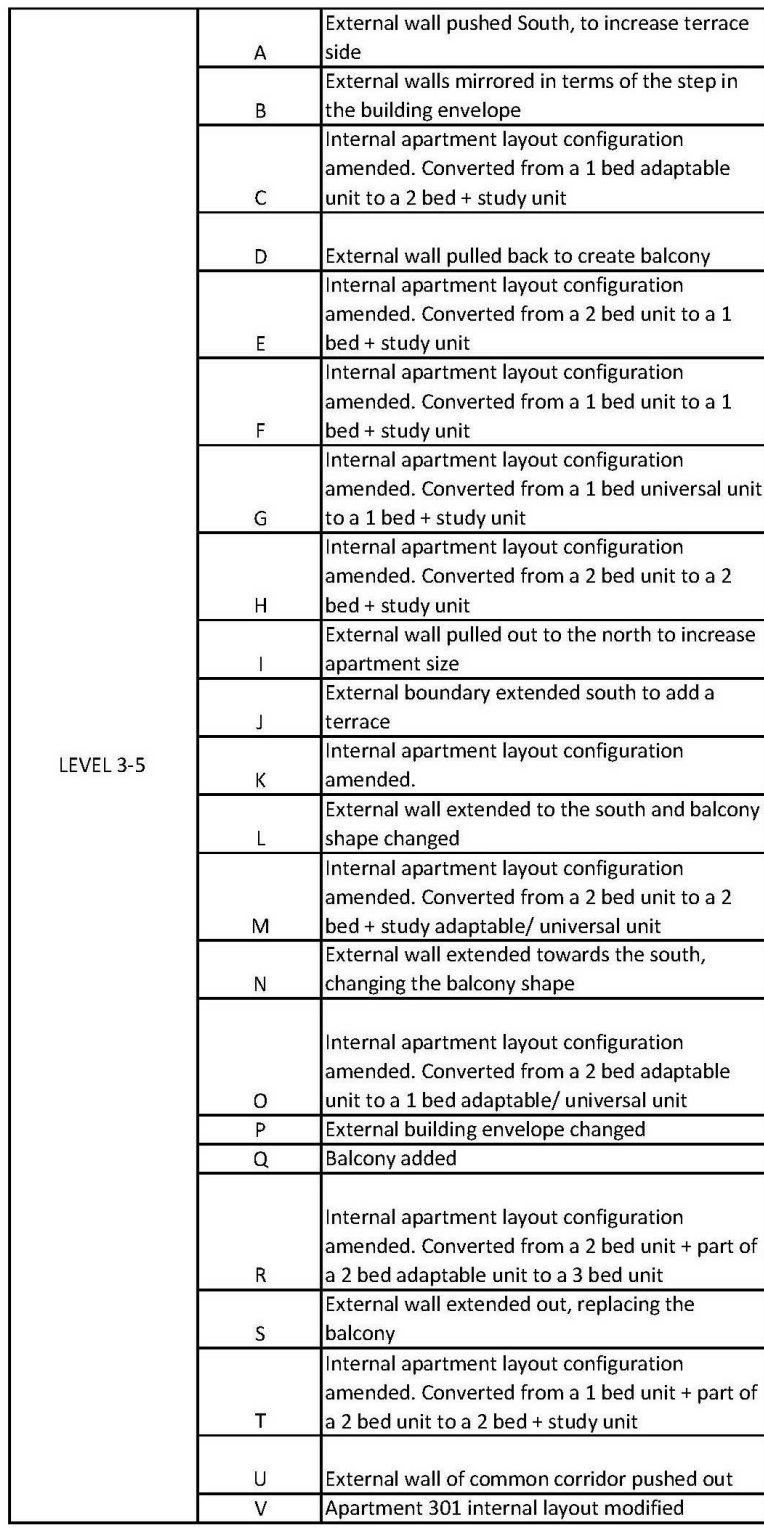 External wall pushed South, to increase terrace
A side
External walls mirrored in terms of the step in
B the building envelope
Internal apartment layout configuration
amended. Converted from a 1 bed adaptable
C unit to a 2 bed + study unit
D External wall pulled back to create balcony
Internal apartment layout configuration
amended. Converted from a 2 bed unit to a 1
E bed + study unit
Internal apartment layout configuration
amended. Converted from a 1 bed unit to a 1
F bed + study unit
Internal apartment layout configuration
amended. Converted from a 1 bed universal unit
G to a 1 bed + study unit
Internal apartment layout configuration
amended. Converted from a 2 bed unit to a 2
H bed + study unit
External wall pulled out to the north to increase
I apartment size
External boundary extended south to add a
J terrace
LEVEL 3-5
Internal apartment layout configuration
K amended.
External wall extended to the south and balcony
L shape changed
Internal apartment layout configuration
amended. Converted from a 2 bed unit to a 2
M bed + study adaptable/ universal unit
External wall extended towards the south,
N changing the balcony shape
Internal apartment layout configuration
amended. Converted from a 2 bed adaptable
O unit to a 1 bed adaptable/ universal unit
P External building envelope changed
Q Balcony added
Internal apartment layout configuration
amended. Converted from a 2 bed unit + part of
R a 2 bed adaptable unit to a 3 bed unit
External wall extended out, replacing the
S balcony
Internal apartment layout configuration
amended. Converted from a 1 bed unit + part of
T a 2 bed unit to a 2 bed + study unit
U External wall of common corridor pushed out
V Apartment 301 internal layout modified